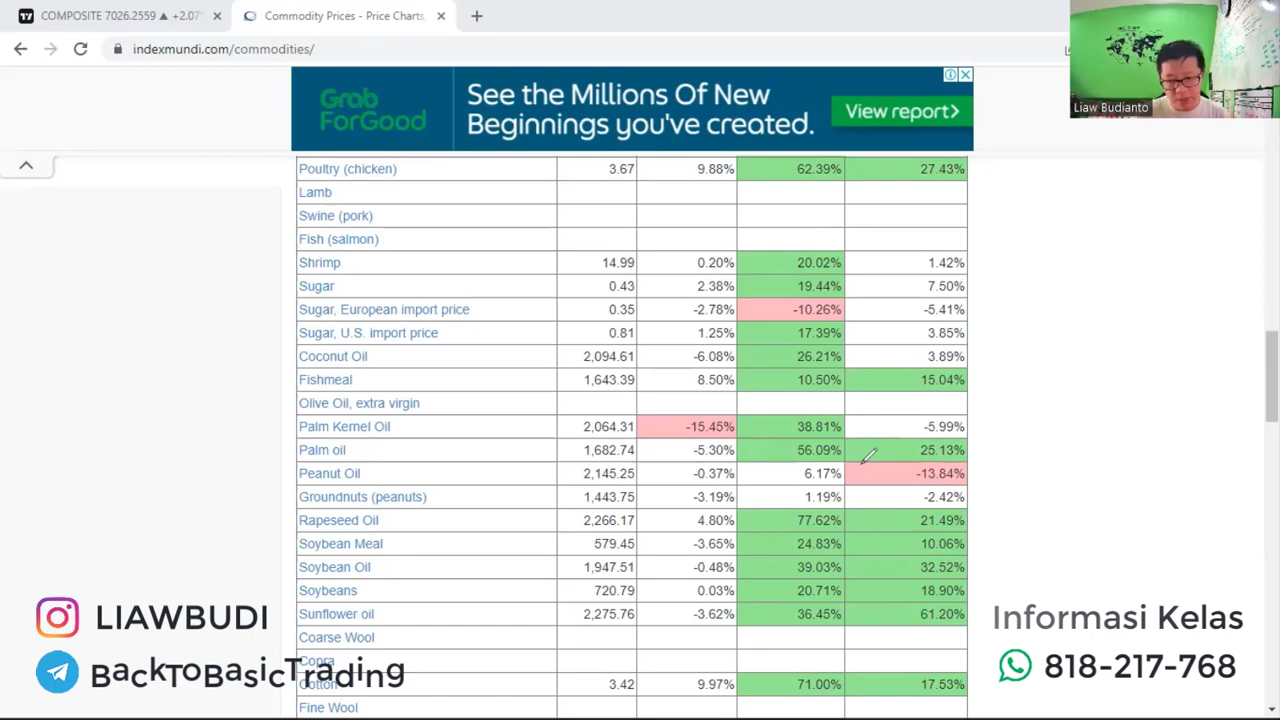 COMPOSITE 7026.2559 ▲ +2.07
Commodity Prices - Price Charts,
indexmundi.com/commodities/
Grab
ForGood
See the Millions Of New
Beginnings you've created.
View report>
Liaw Budianto
Poultry (chicken) 3.67 9.88% 62.39% 27.43%
Lamb
Swine (pork)
Fish (salmon)
Shrimp 14.99 0.20% 20.02% 1.42%
Sugar 0.43 2.38% 19.44% 7.50%
Sugar, European import price 0.35 -2.78% -10.26% -5.41%
Sugar, U.S. import price 0.81 1.25% 17.39% 3.85%
Coconut Oil 2,094.61 -6.08% 26.21% 3.89%
Fishmeal 1,643.39 8.50% 10.50% 15.04%
Olive Oil, extra virgin
Palm Kernel Oil 2,064.31 -15.45% 38.81% -5.99%
Palm oil 1,682.74 -5.30% 56.09% 25.13%
Peanut Oil 2,145.25 -0.37% 6.17% -13.84%
Groundnuts (peanuts) 1,443.75 -3.19% 1.19% -2.42%
Rapeseed Oil 2,266.17 4.80% 77.62% 21.49%
Soybean Meal 579.45 -3.65% 24.83% 10.06%
Soybean Oil 1,947.51 -0.48% 39.03% 32.52%
Soybeans 720.79 0.03% 20.71% 18.90%
Sunflower oil 2,275.76 -3.62% 36.45% 61.20%
Coarse Wool
Copra
Cotton 3.42 9.97% 71.00% 17.53%
Fine Wool
LIAWBUDI
BackToBasicTrading
Informasi Kelas
818-217-768